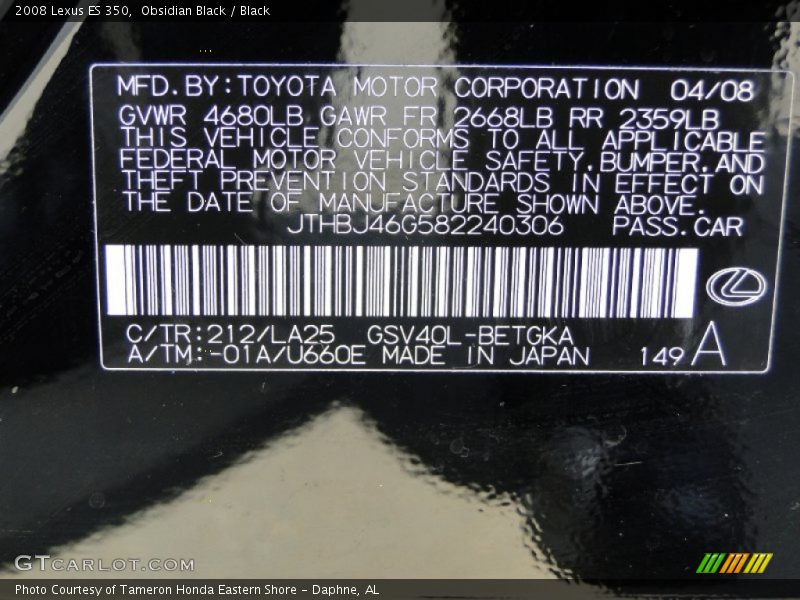 2008 Lexus ES 350,  Obsidian Black / Black
MFD. BY: TOYOTA MOTOR CORPORATION 04/08
GVWR 4680LB GAWR FR 2668LB RR 2359LB
THIS VEHICLE CONFORMS TO ALL APPLICABLE
FEDERAL MOTOR VEHICLE SAFETY, BUMPER, AND
THEFT PREVENTION STANDARDS IN EFFECT ON
THE DATE OF MANUFACTURE SHOWN ABOVE.
JTHBJ46G582240306 PASS. CAR
C/TR: 212/LA25 GSV40L-BETGKA
A/TM: -01A/U660E MADE IN JAPAN 149 A
GTCARLOT.COM
Photo Courtesy of Tameron Honda Eastern Shore - Daphne, AL